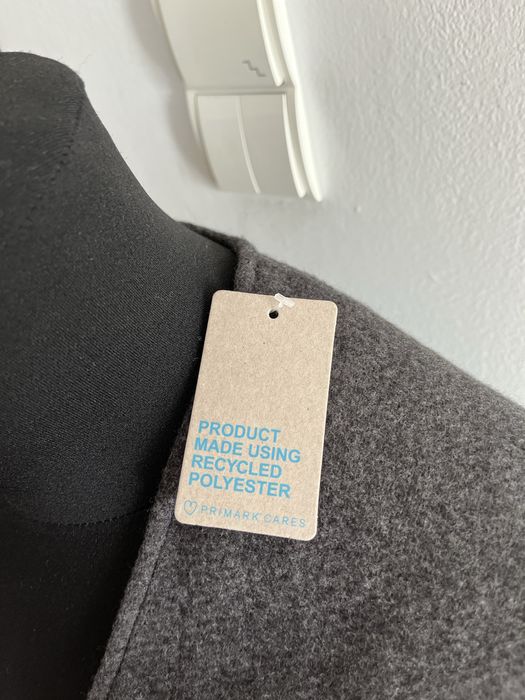 PRODUCT
MADE USING
RECYCLED
POLYESTER
PRIMARK CARES